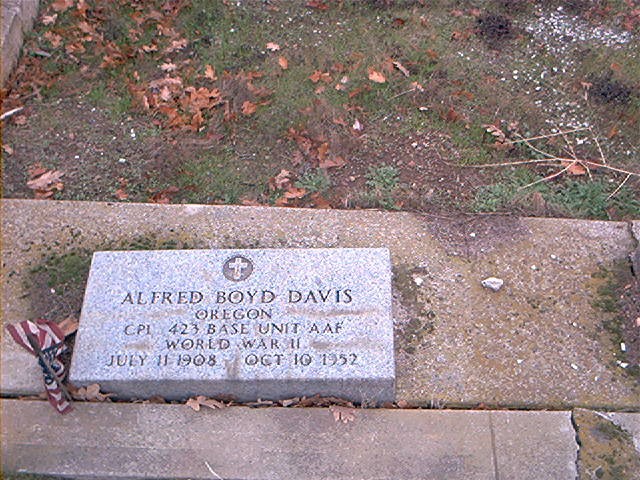 ALFRED BOYD DAVIS
OREGON
CPL 423 BASE UNIT AAF
WORLD WAR II
JULY 11 1908 OCT 10 1952